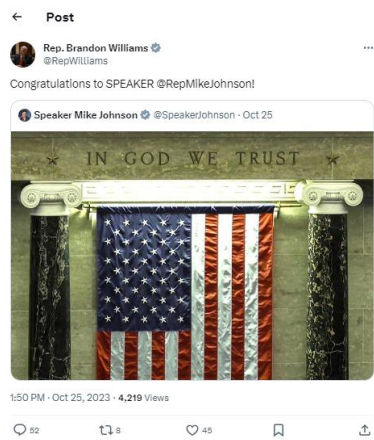 Post
Rep. Brandon Williams
@RepWilliams
Congratulations to SPEAKER @RepMikeJohnson!
Speaker Mike Johnson @SpeakerJohnson · Oct 25
IN GOD WE TRUST
1:50 PM · Oct 25, 2023 · 4,219 Views
52 8 45